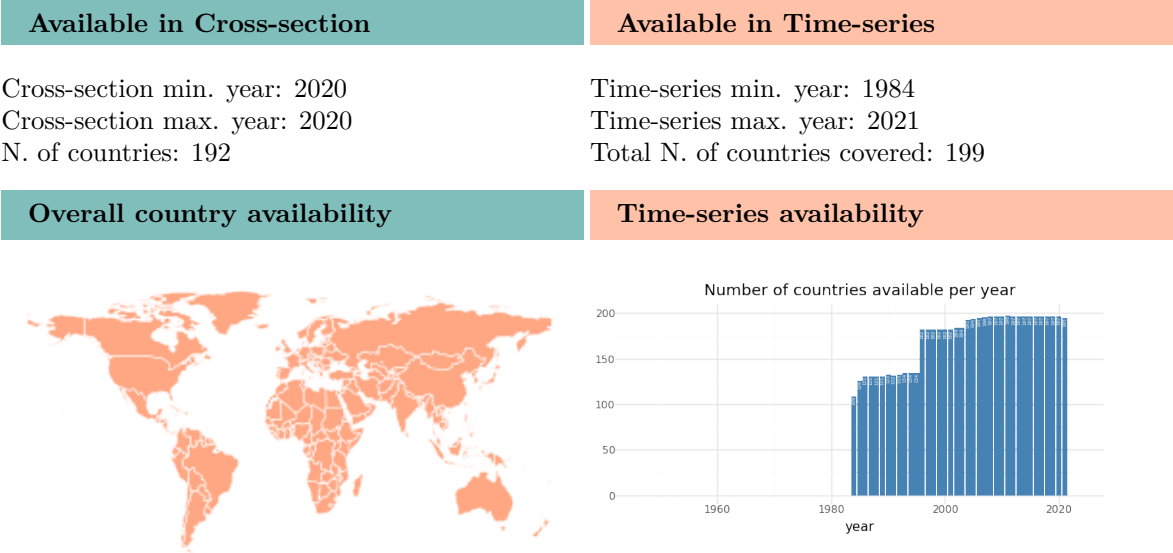 Available in Cross-section
Available in Time-series
Cross-section min. year: 2020
Cross-section max. year: 2020
N. of countries: 192
Time-series min. year: 1984
Time-series max. year: 2021
Total N. of countries covered: 199
Overall country availability
Time-series availability
Number of countries available per year
200
150
100
50
0
1960
1980
2000
2020
year